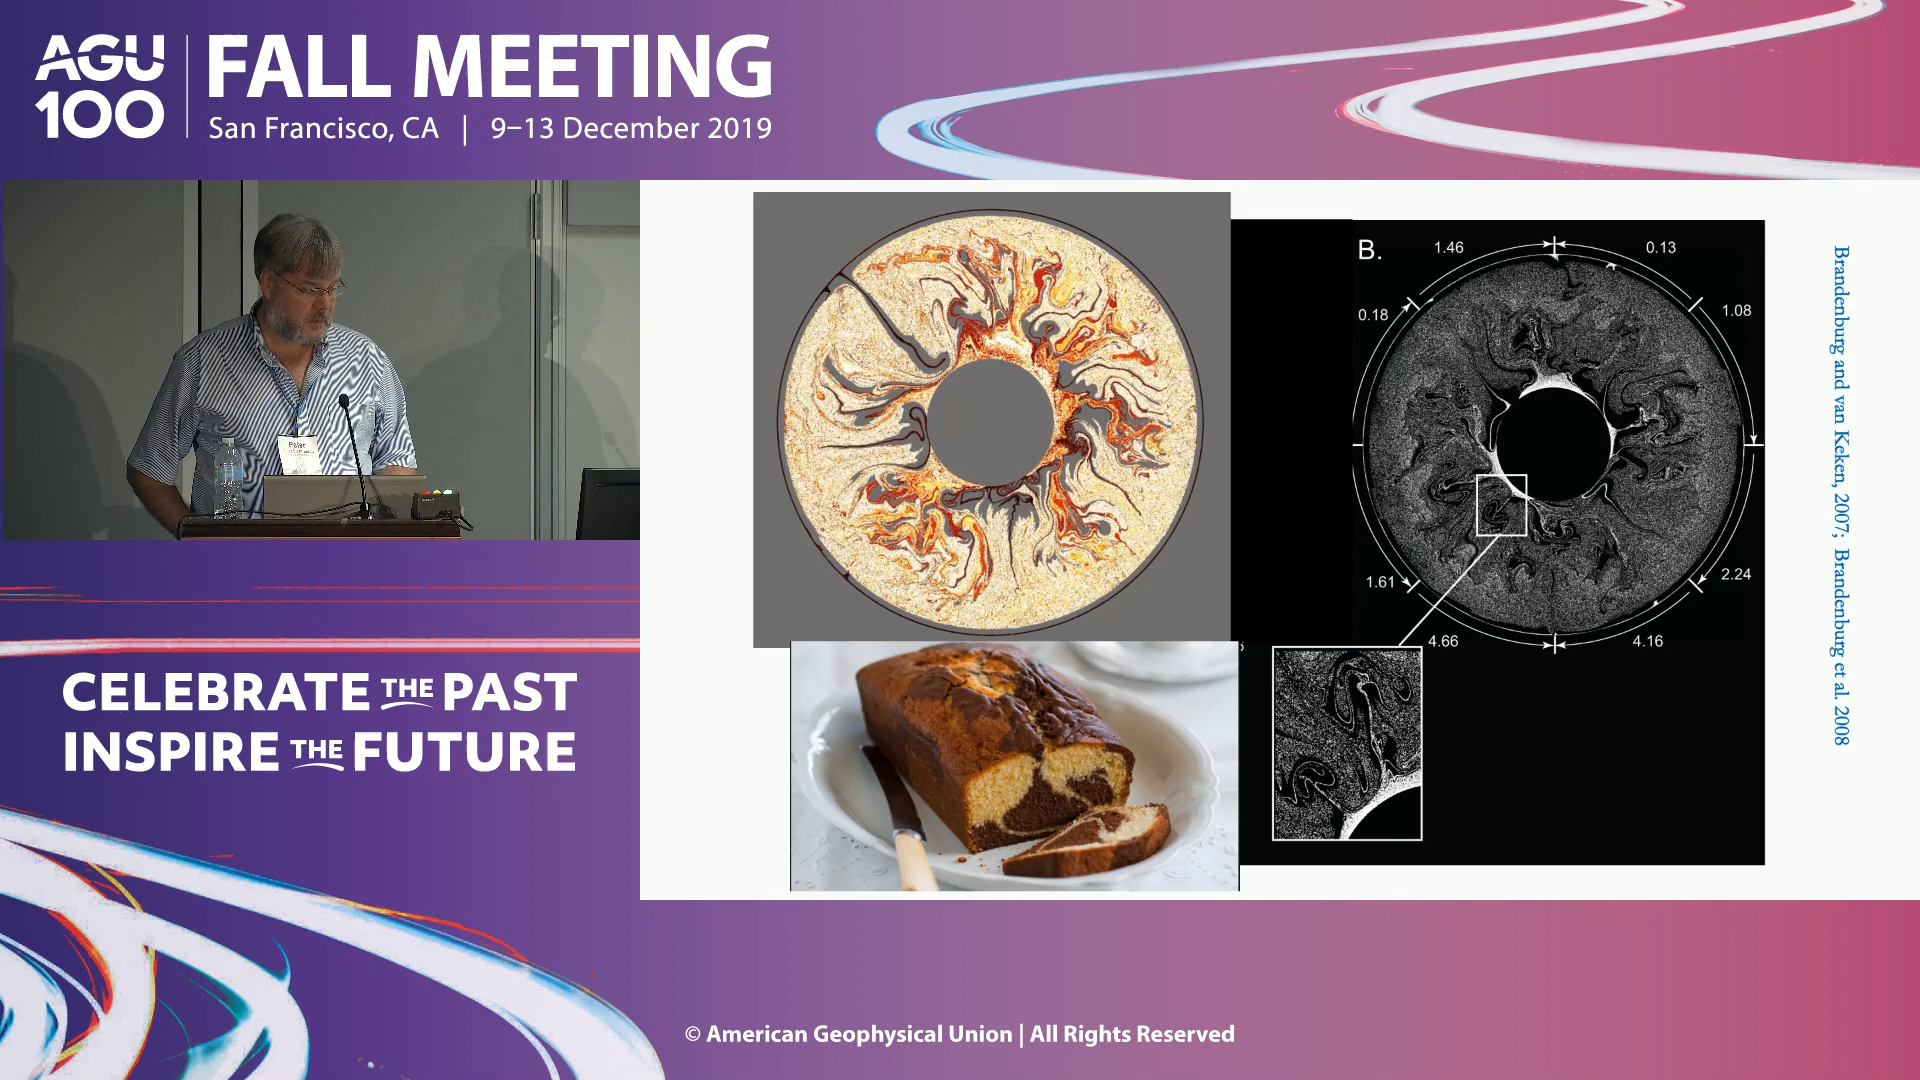 AGU
100
FALL MEETING
San Francisco, CA | 9–13 December 2019
Peter
B.
1.46
0.13
0.18
1.08
1.61
2.24
4.66
4.16
Brandenburg and van Keken, 2007; Brandenburg et al. 2008
CELEBRATE THE PAST
INSPIRE THE FUTURE
© American Geophysical Union | All Rights Reserved